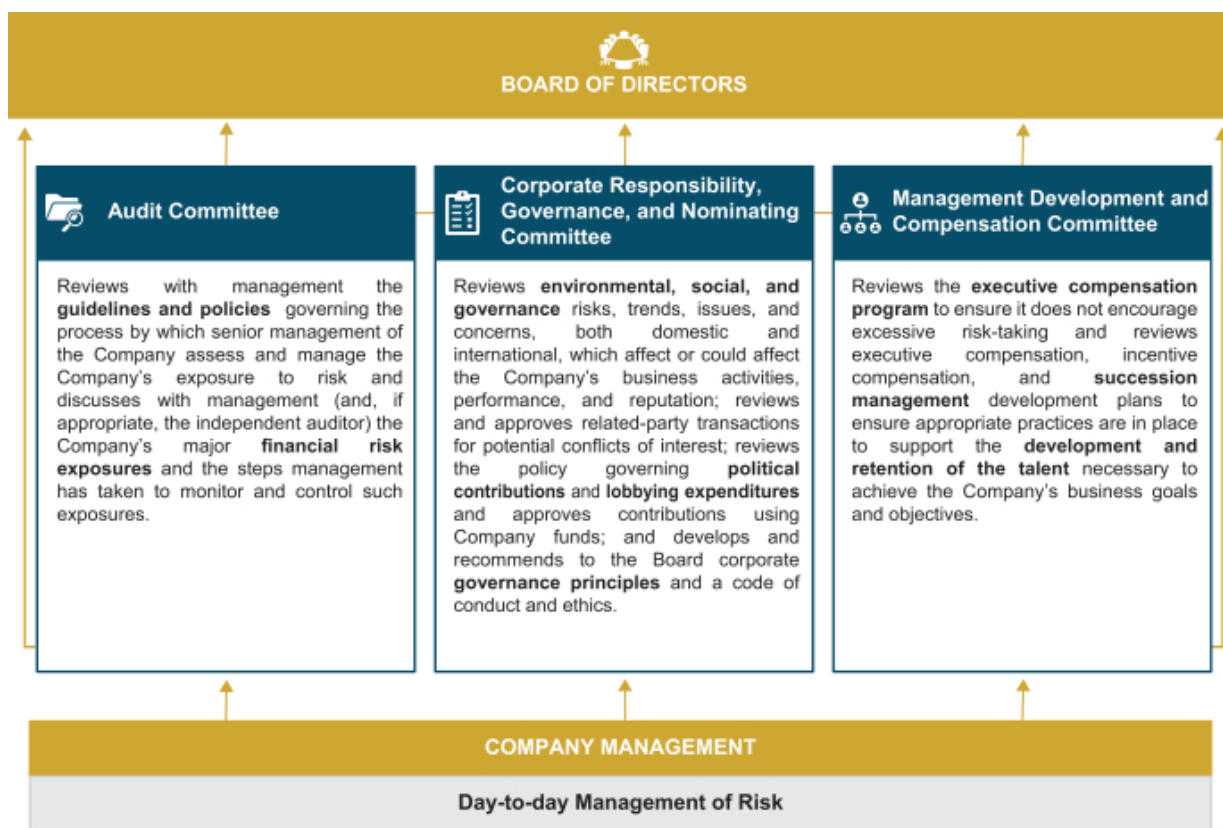 BOARD OF DIRECTORS
Audit Committee
Reviews with management the
guidelines and policies governing the
process by which senior management of
the Company assess and manage the
Company's exposure to risk and
discusses with management (and, if
appropriate, the independent auditor) the
Company's major financial risk
exposures and the steps management
has taken to monitor and control such
exposures.
Corporate Responsibility,
Governance, and Nominating
Committee
Reviews environmental, social, and
governance risks, trends, issues, and
concerns, both domestic and
international, which affect or could affect
the Company's business activities,
performance, and reputation; reviews
and approves related-party transactions
for potential conflicts of interest; reviews
the policy governing political
contributions and lobbying expenditures
and approves contributions using
Company funds; and develops and
recommends to the Board corporate
governance principles and a code of
conduct and ethics.
Management Development and
Compensation Committee
Reviews the executive compensation
program to ensure it does not encourage
excessive risk-taking and reviews
executive compensation, incentive
compensation, and succession
management development plans to
ensure appropriate practices are in place
to support the development and
retention of the talent necessary to
achieve the Company's business goals
and objectives.
COMPANY MANAGEMENT
Day-to-day Management of Risk